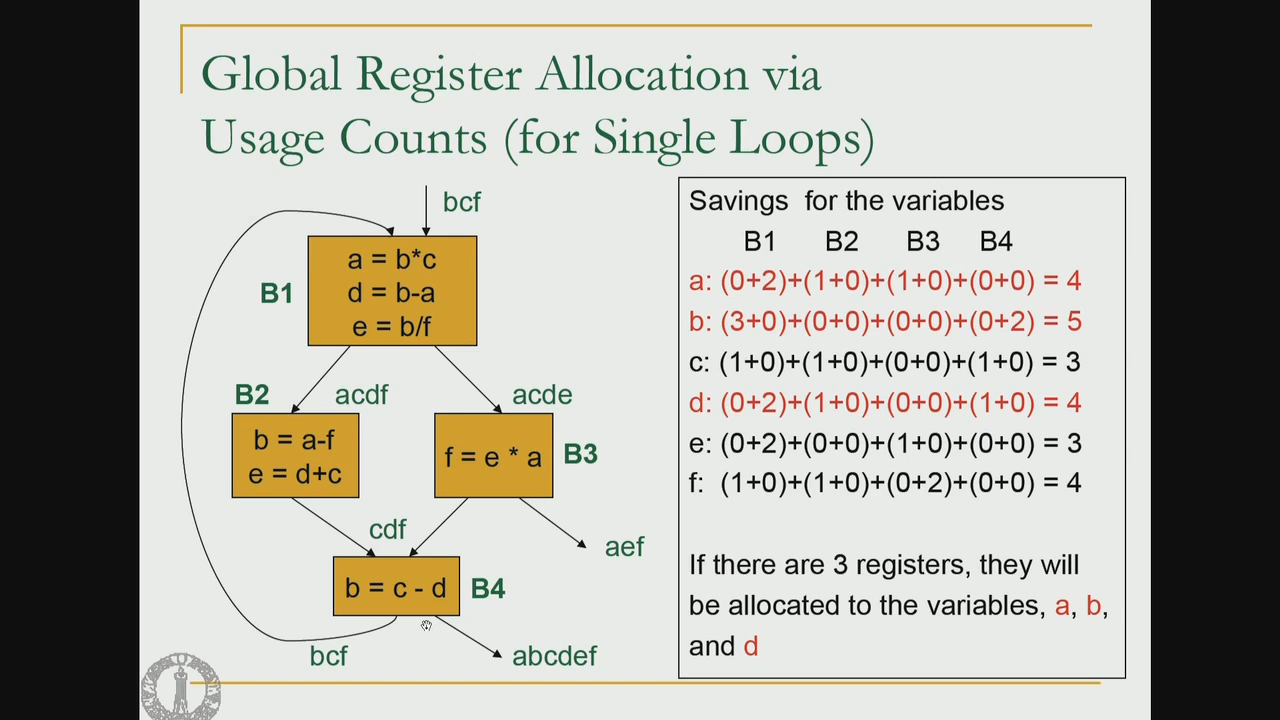 Global Register Allocation via
Usage Counts (for Single Loops)
bcf
B1
a = b*c
d = b-a
e = b/f
B2
acdf
acde
b = a-f
e = d+c
f = e * a
B3
cdf
aef
b = c - d
B4
bcf
abcdef
Savings for the variables
B1 B2 B3 B4
a: (0+2)+(1+0)+(1+0)+(0+0) = 4
b: (3+0)+(0+0)+(0+0)+(0+2) = 5
c: (1+0)+(1+0)+(0+0)+(1+0) = 3
d: (0+2)+(1+0)+(0+0)+(1+0) = 4
e: (0+2)+(0+0)+(1+0)+(0+0) = 3
f: (1+0)+(1+0)+(0+2)+(0+0) = 4
If there are 3 registers, they will
be allocated to the variables, a, b,
and d